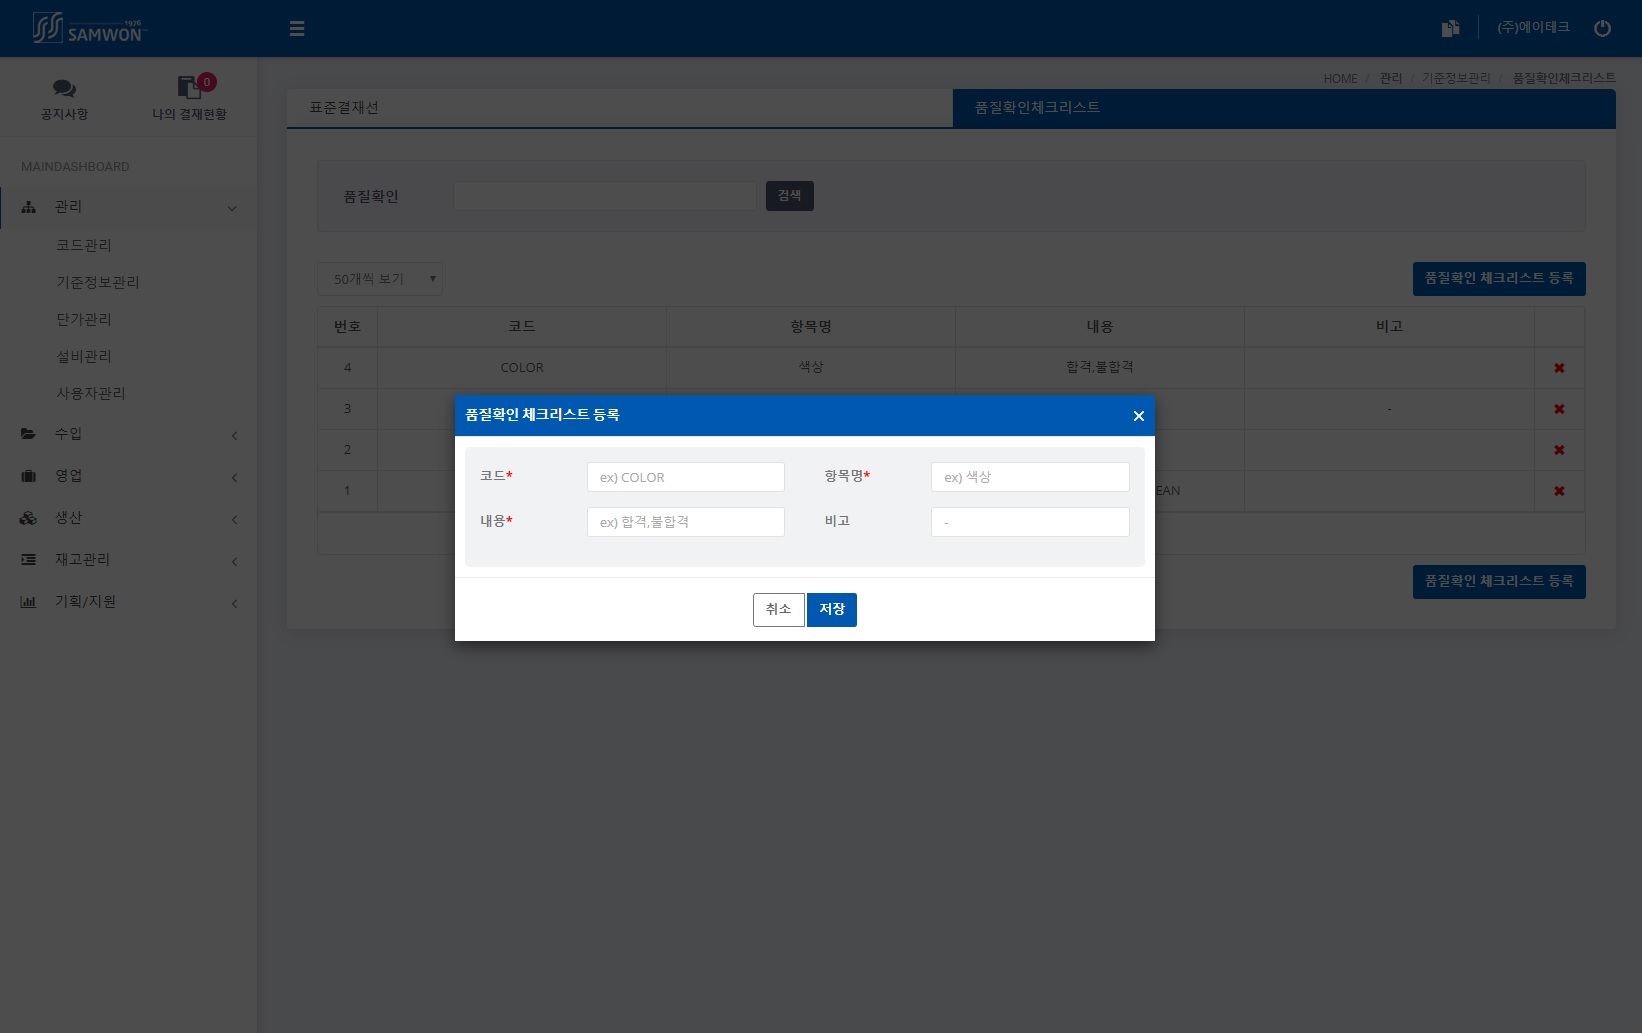 1976
SAMWON
(주)에이테크
공지사항
0
나의 결재현황
HOME / 관리 / 기준정보관리 / 품질확인체크리스트
표준결재선
품질확인체크리스트
MAINDASHBOARD
관리
코드관리
기준정보관리
단가관리
설비관리
사용자관리
수입
영업
생산
재고관리
기획/지원
품질확인
검색
50개씩 보기
품질확인 체크리스트 등록
번호 코드 항목명 내용 비고
4 COLOR 색상 합격,불합격
3 -
2
1 EAN
품질확인 체크리스트 등록
품질확인 체크리스트 등록 ×
코드* ex) COLOR 항목명* ex) 색상
내용* ex) 합격,불합격 비고 -
취소 저장